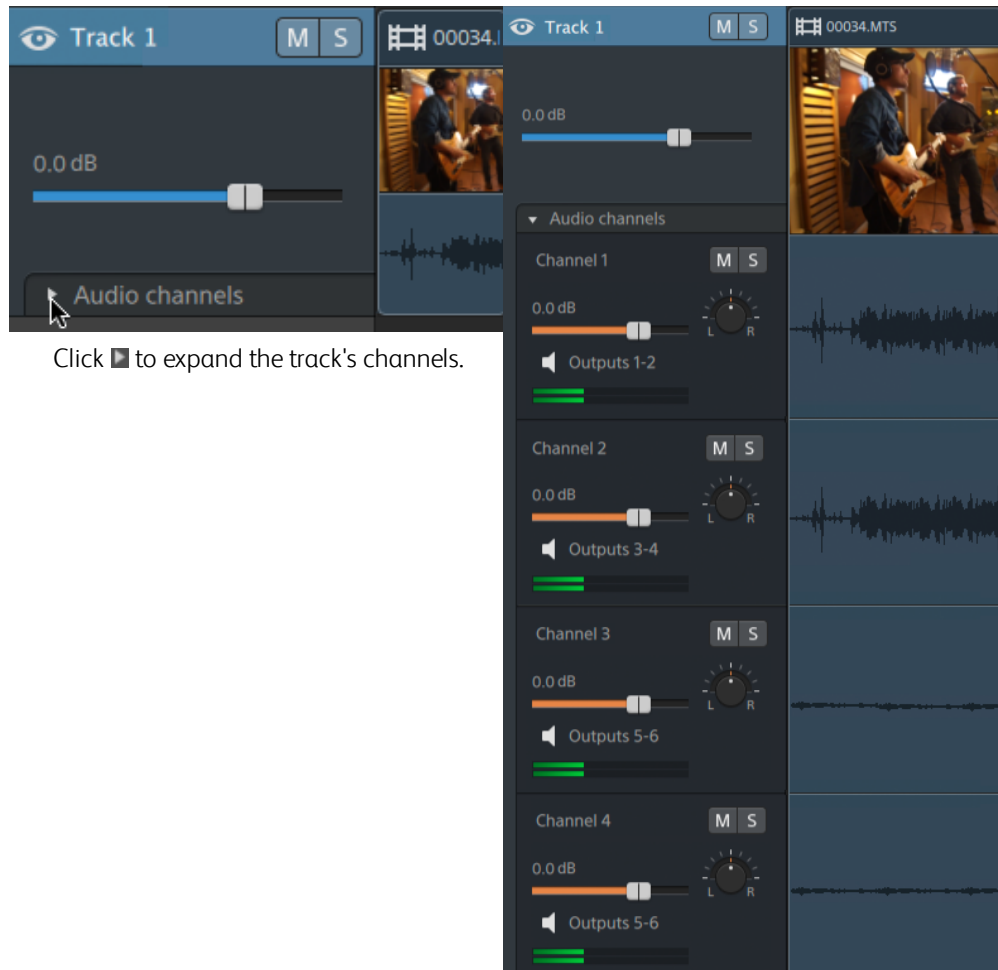 Track 1
M S
00034.
0.0 dB
Audio channels
Click to expand the track's channels.
Track 1
M S
00034.MTS
0.0 dB
Audio channels
Channel 1
M S
0.0 dB
L R
Outputs 1-2
Channel 2
M S
0.0 dB
L R
Outputs 3-4
Channel 3
M S
0.0 dB
L R
Outputs 5-6
Channel 4
M S
0.0 dB
L R
Outputs 5-6